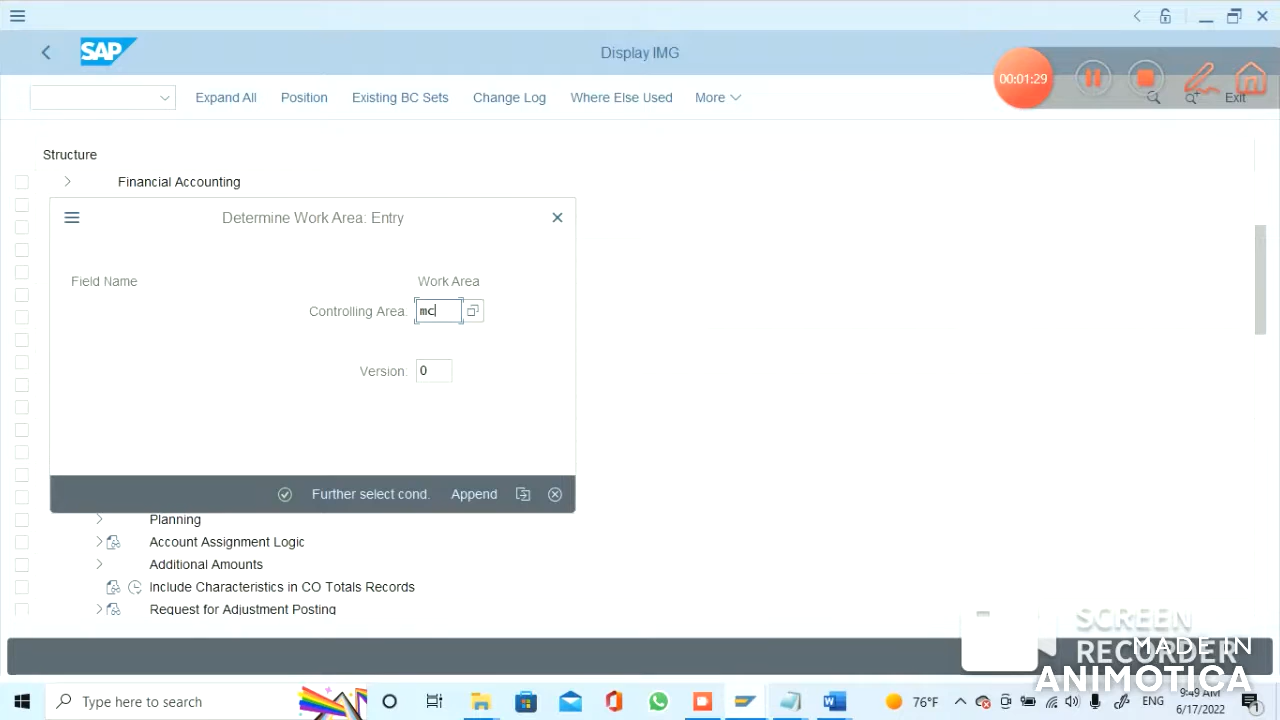 SAP
Display IMG
00:01:29
Expand All Position Existing BC Sets Change Log Where Else Used More Exit
Structure
Financial Accounting
Determine Work Area: Entry
Field Name Work Area
Controlling Area: mc
Version: 0
Further select cond. Append
Planning
Account Assignment Logic
Additional Amounts
Include Characteristics in CO Totals Records
Request for Adjustment Posting
SCREEN
RECORDER
MADE IN
ANIMOTICA
Type here to search 76°F ENG 9:49 AM
6/17/2022
1